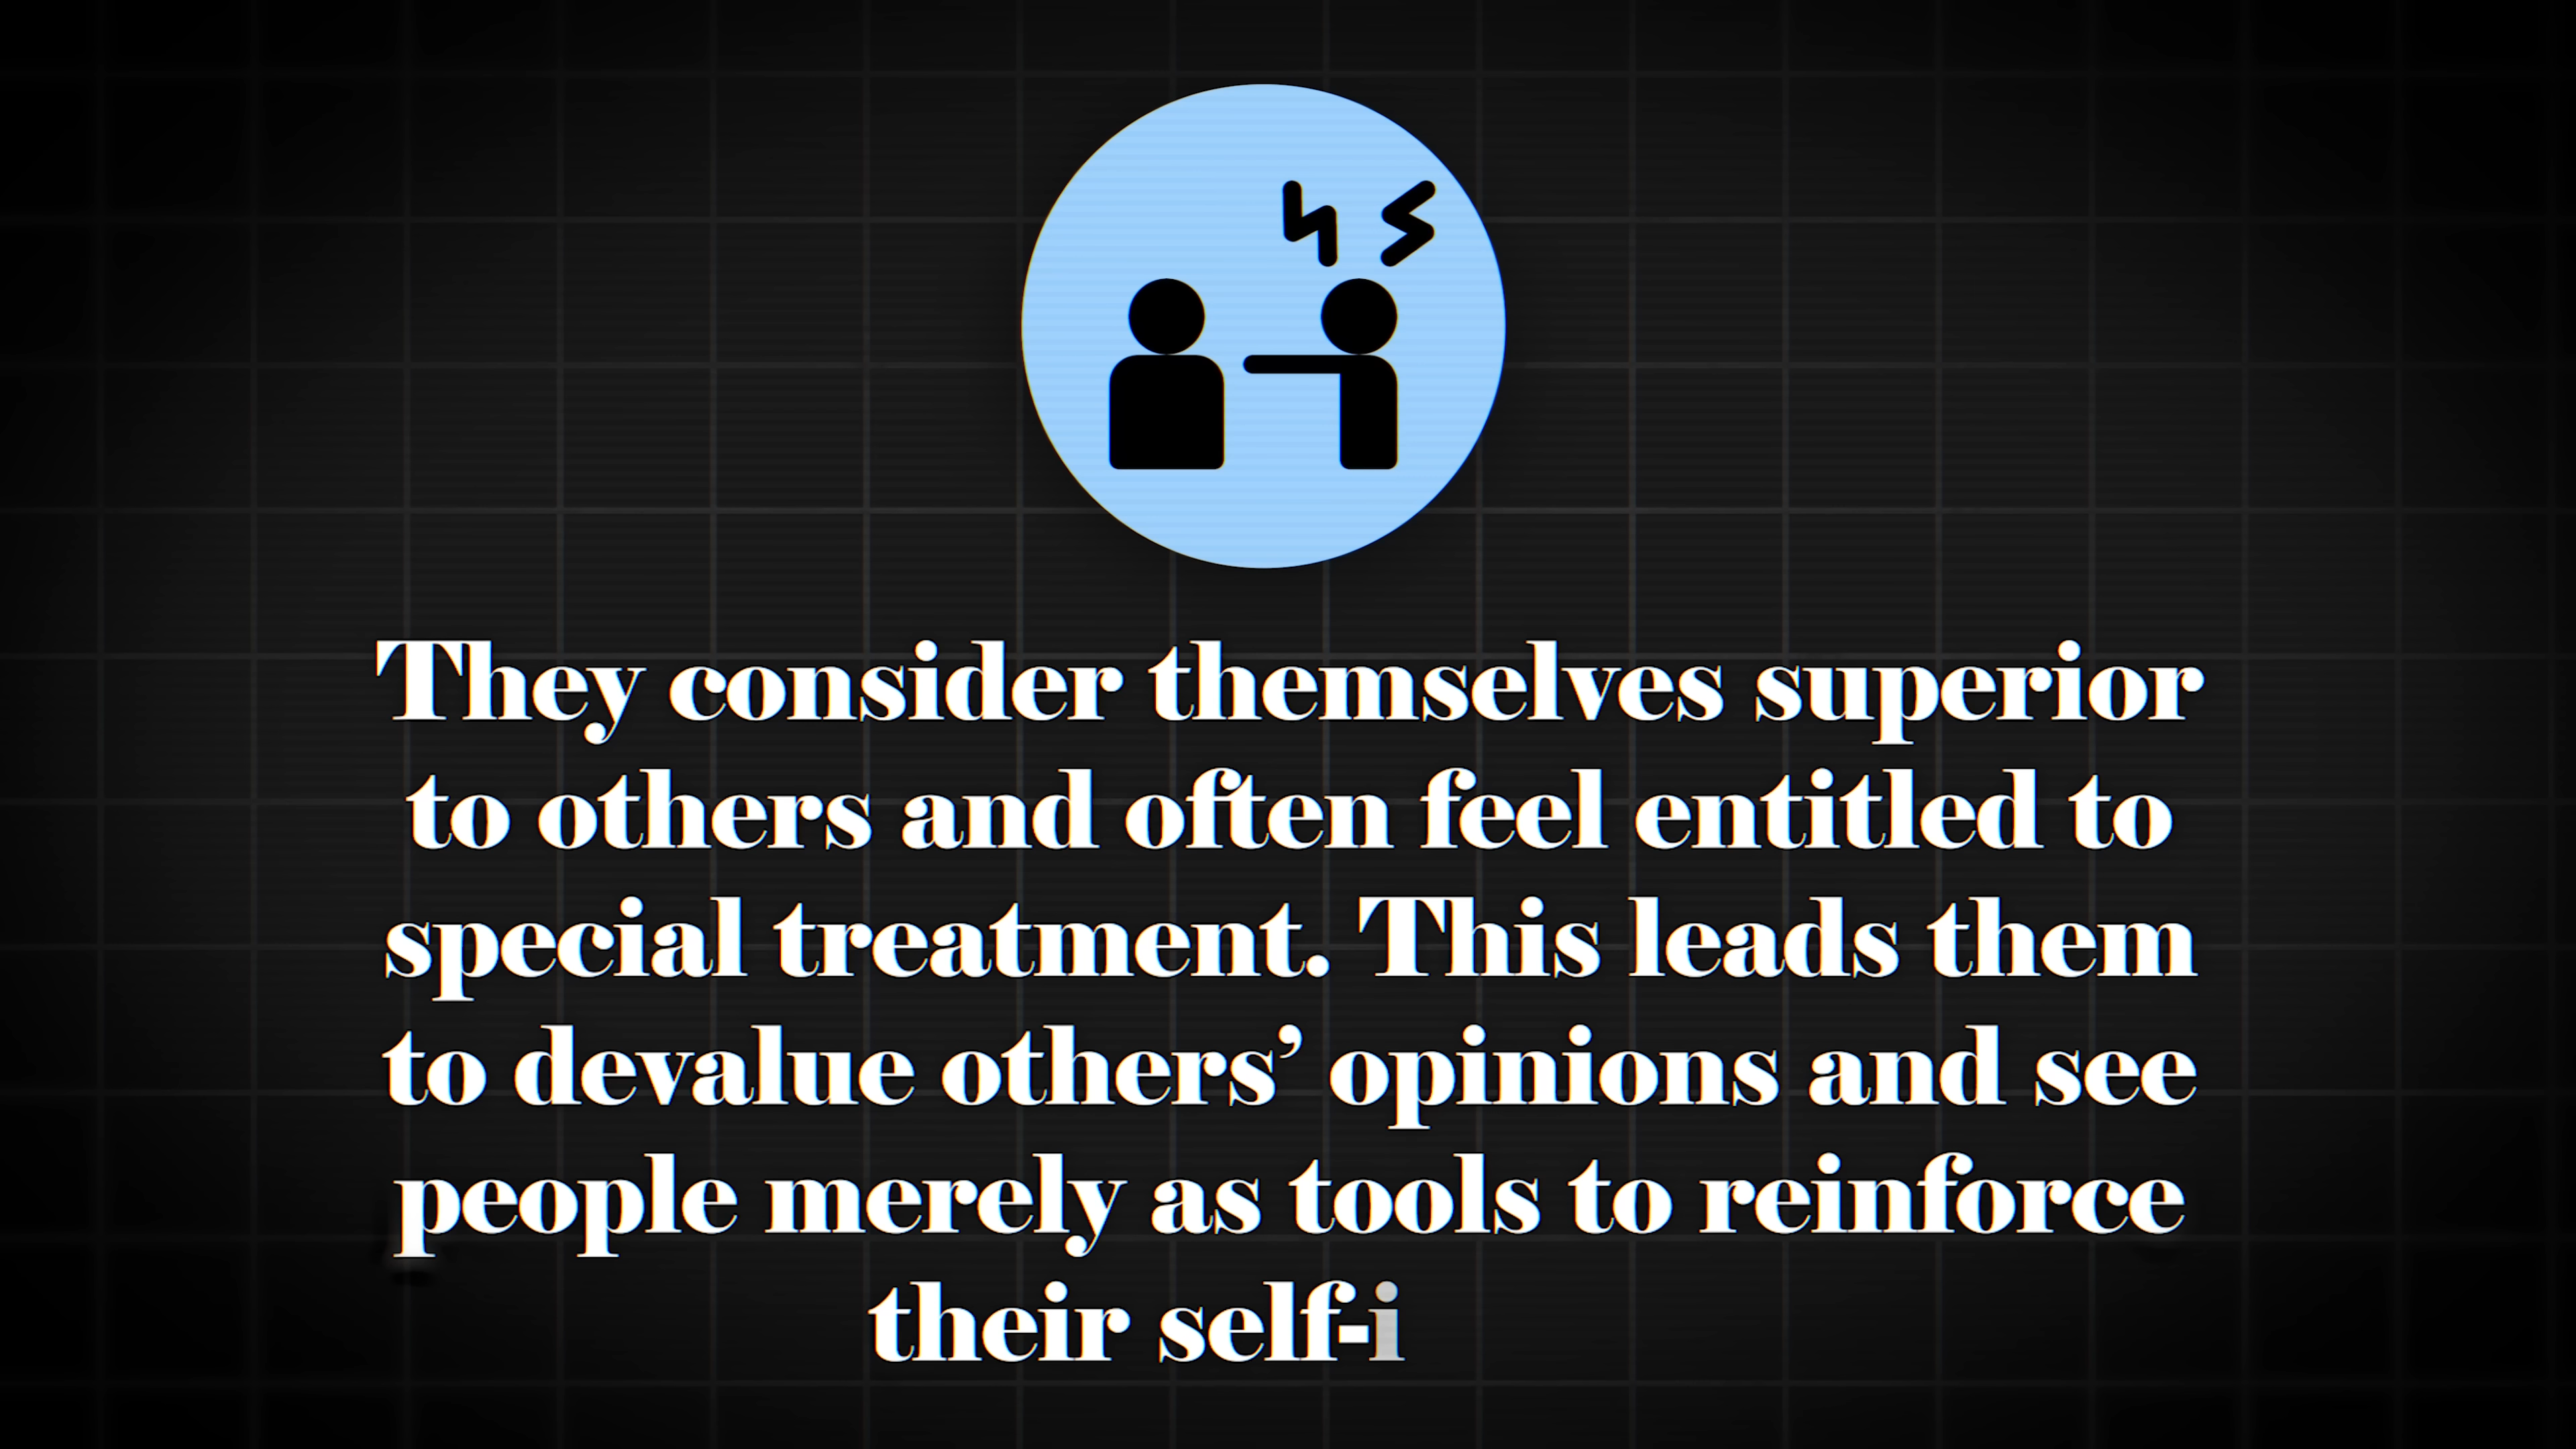 They consider themselves superior
to others and often feel entitled to
special treatment. This leads them
to devalue others’ opinions and see
people merely as tools to reinforce
their self-i